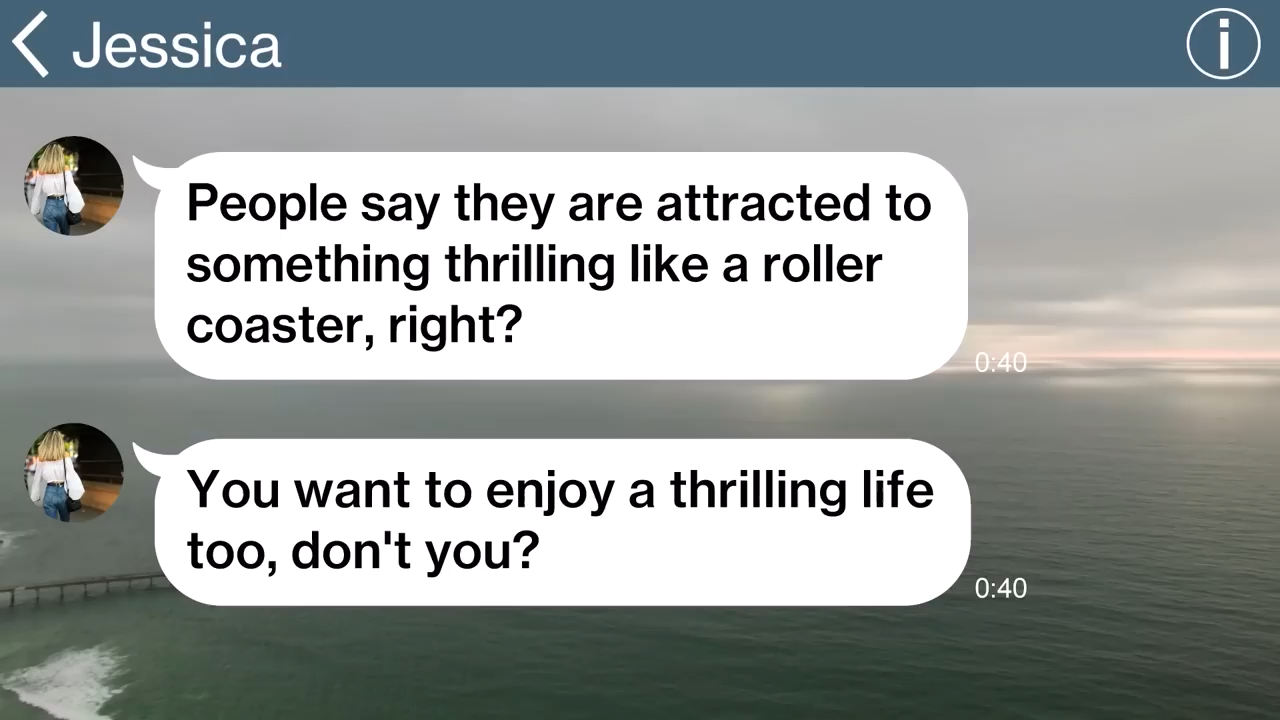 Jessica
People say they are attracted to
something thrilling like a roller
coaster, right?
0:40
You want to enjoy a thrilling life
too, don't you?
0:40